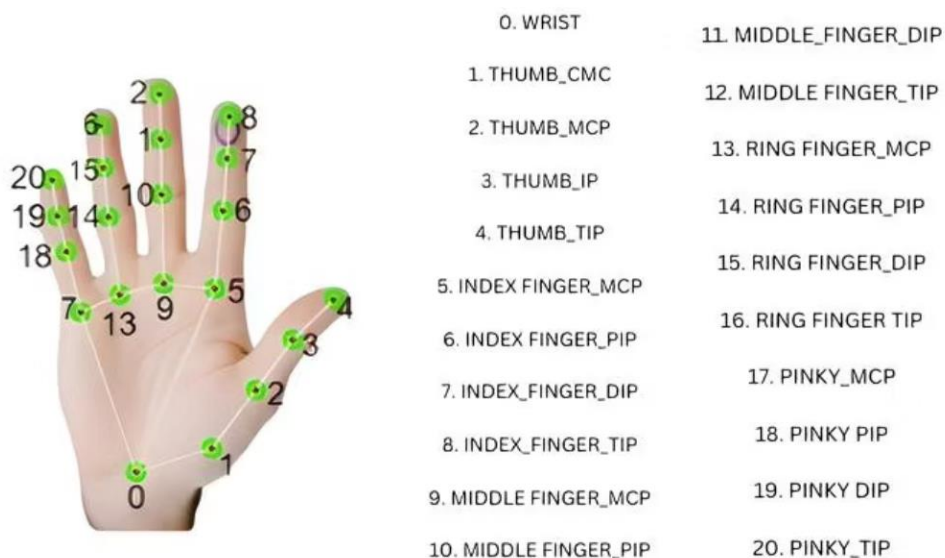 2
8
6
1
7
15
20
10
6
19
14
18
7
13
9
5
4
3
2
1
0
0. WRIST
1. THUMB_CMC
2. THUMB_MCP
3. THUMB_IP
4. THUMB_TIP
5. INDEX FINGER_MCP
6. INDEX FINGER_PIP
7. INDEX_FINGER_DIP
8. INDEX_FINGER_TIP
9. MIDDLE FINGER_MCP
10. MIDDLE FINGER_PIP
11. MIDDLE_FINGER_DIP
12. MIDDLE FINGER_TIP
13. RING FINGER_MCP
14. RING FINGER_PIP
15. RING FINGER_DIP
16. RING FINGER TIP
17. PINKY_MCP
18. PINKY PIP
19. PINKY DIP
20. PINKY_TIP